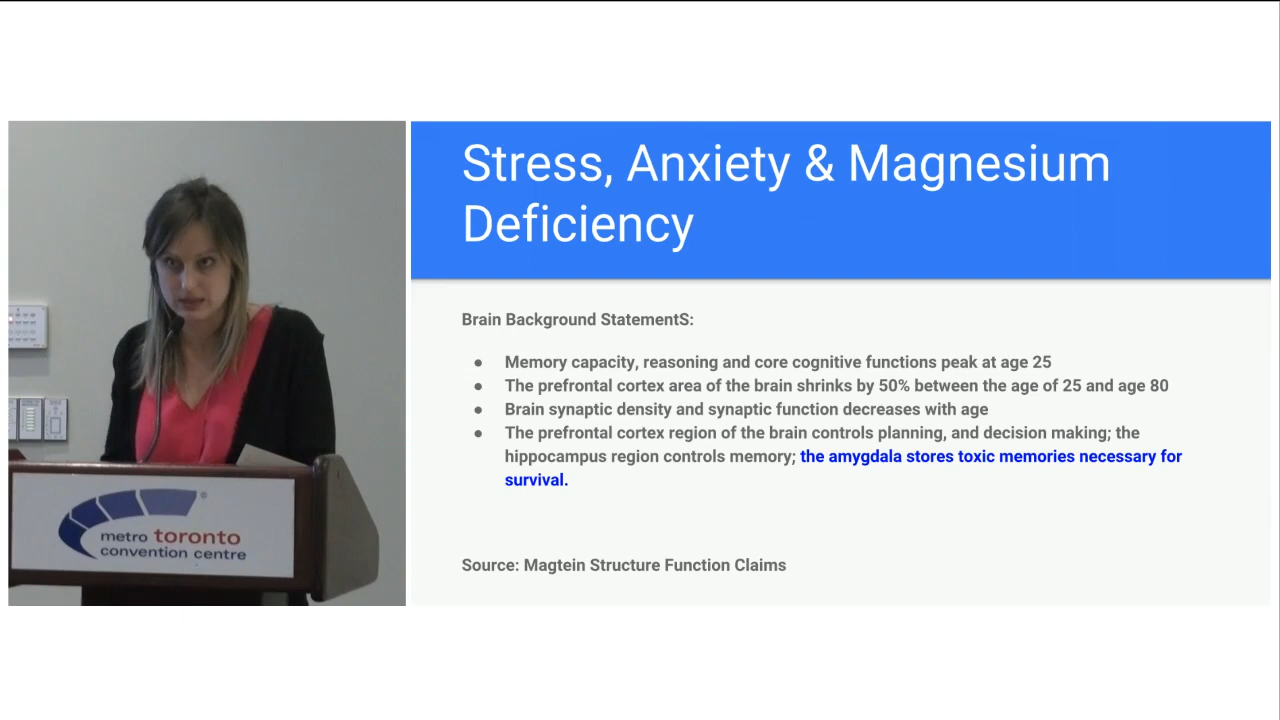 Stress, Anxiety & Magnesium
Deficiency
Brain Background StatementS:
● Memory capacity, reasoning and core cognitive functions peak at age 25
● The prefrontal cortex area of the brain shrinks by 50% between the age of 25 and age 80
● Brain synaptic density and synaptic function decreases with age
● The prefrontal cortex region of the brain controls planning, and decision making; the
hippocampus region controls memory; the amygdala stores toxic memories necessary for
survival.
Source: Magtein Structure Function Claims
metro toronto
convention centre